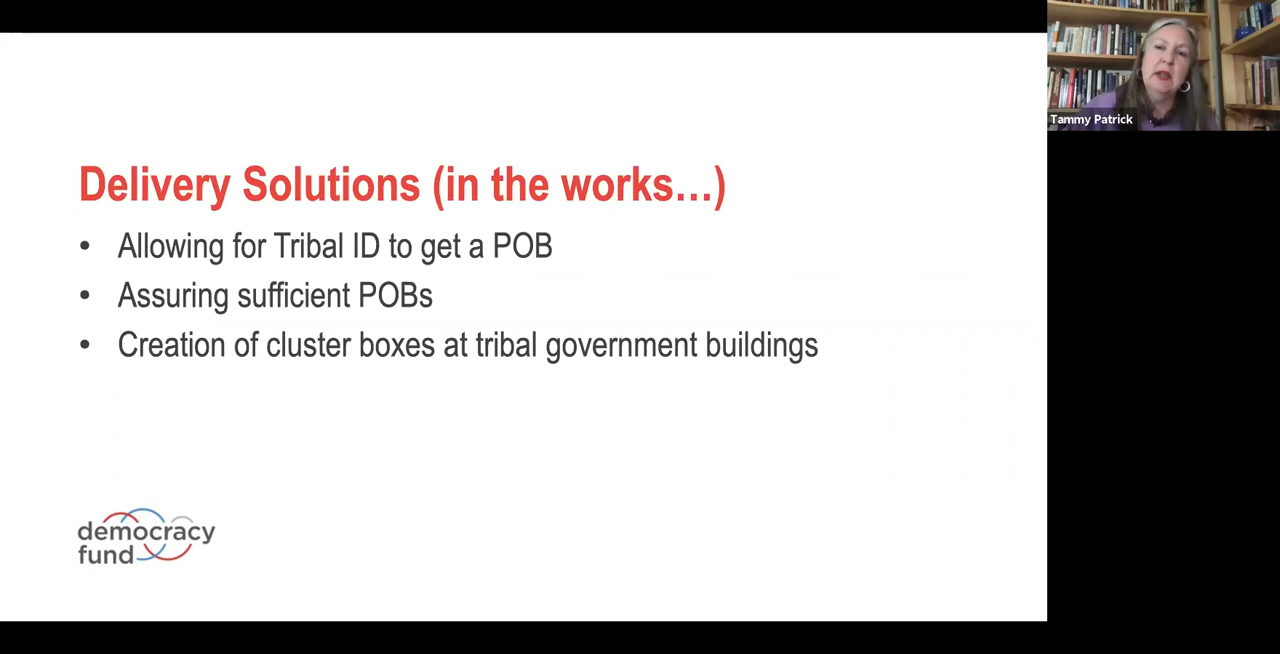 Delivery Solutions (in the works…)
• Allowing for Tribal ID to get a POB
• Assuring sufficient POBs
• Creation of cluster boxes at tribal government buildings
democracy
fund
Tammy Patrick